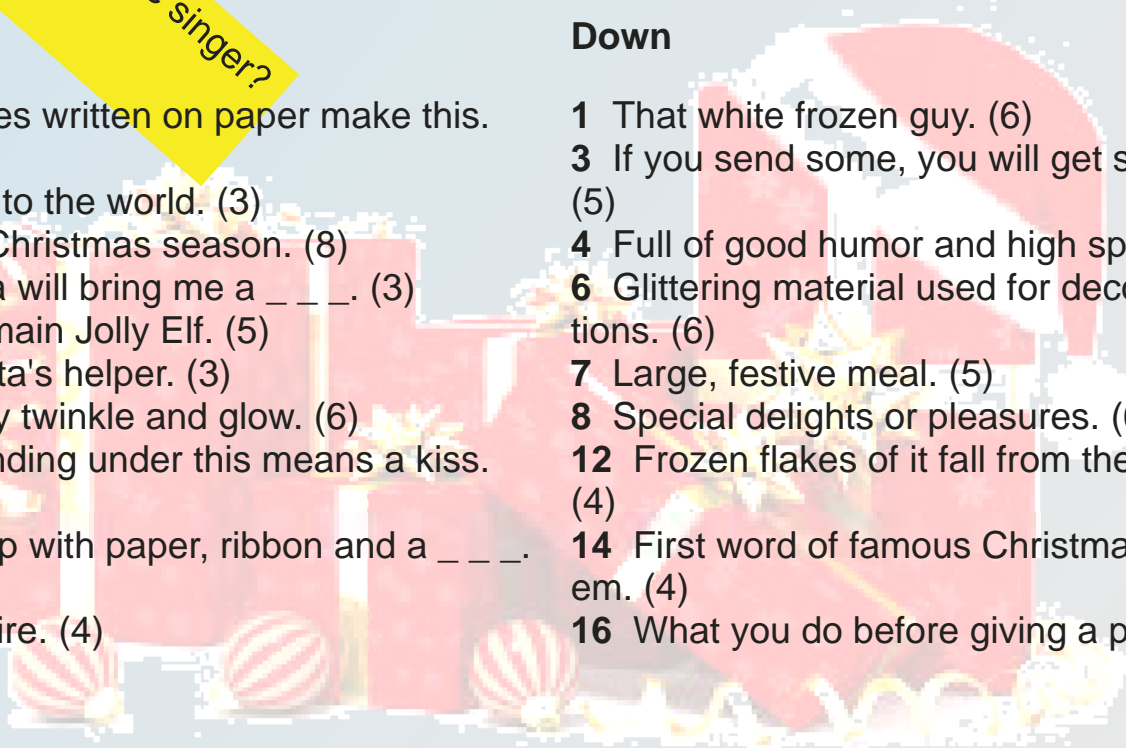 singer?
es written on paper make this.
to the world. (3)
Christmas season. (8)
a will bring me a _ _ _. (3)
main Jolly Elf. (5)
ta's helper. (3)
y twinkle and glow. (6)
nding under this means a kiss.
p with paper, ribbon and a _ _ _.
ire. (4)
Down
1 That white frozen guy. (6)
3 If you send some, you will get s
(5)
4 Full of good humor and high sp
6 Glittering material used for deco
tions. (6)
7 Large, festive meal. (5)
8 Special delights or pleasures. (
12 Frozen flakes of it fall from the
(4)
14 First word of famous Christma
em. (4)
16 What you do before giving a p